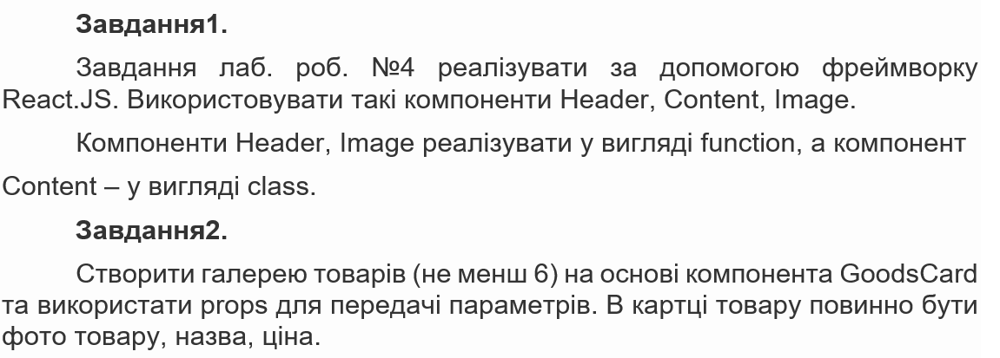 Завдання1.
Завдання лаб. роб. №4 реалізувати за допомогою фреймворку
React.JS. Використовувати такі компоненти Header, Content, Image.
Компоненти Header, Image реалізувати у вигляді function, а компонент
Content – у вигляді class.
Завдання2.
Створити галерею товарів (не менш 6) на основі компонента GoodsCard
та використати props для передачі параметрів. В картці товару повинно бути
фото товару, назва, ціна.